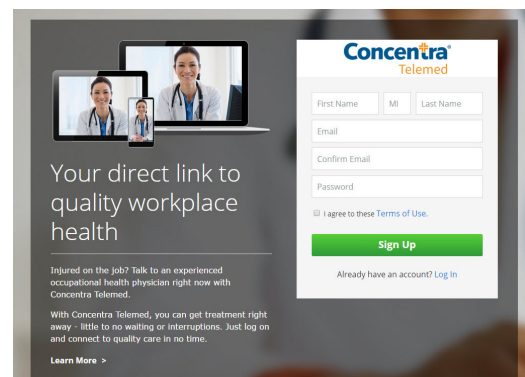 Your direct link to
quality workplace
health
Injured on the job? Talk to an experienced
occupational health physician right now with
Concentra Telemed.
With Concentra Telemed, you can get treatment right
away - little to no waiting or interruptions. Just log on
and connect to quality care in no time.
Learn More >
Concentra®
Telemed
First Name MI Last Name
Email
Confirm Email
Password
I agree to these Terms of Use.
Sign Up
Already have an account? Log In